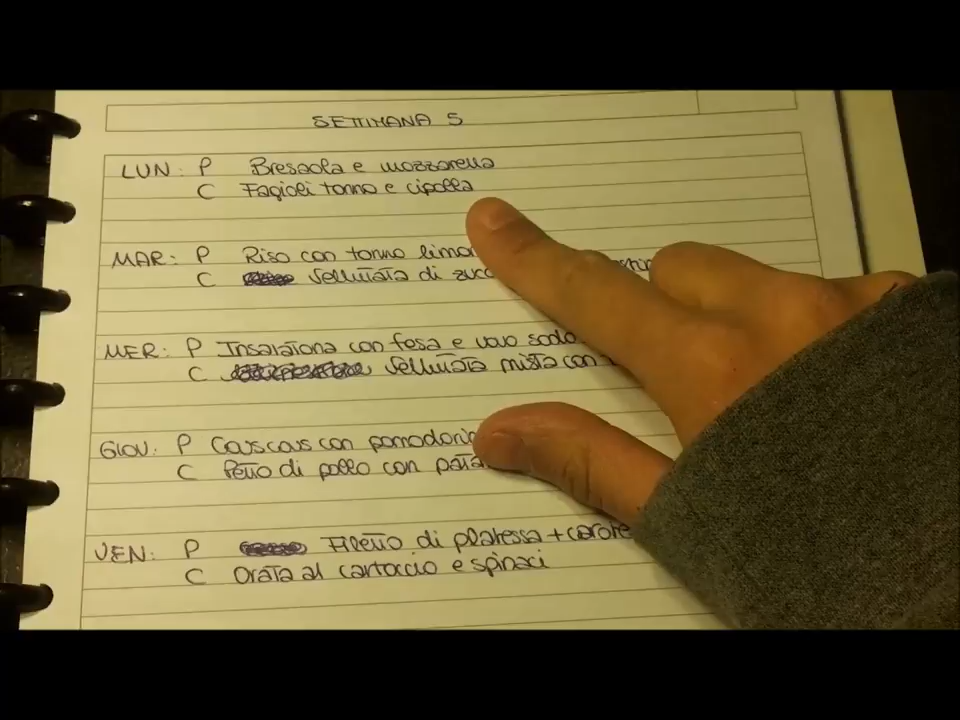 SETTIMANA 5
LUN: P Bresaola e mozzarella
C Fagioli tonno e cipolla
MAR: P Riso con tonno
C Vellutata di
MER: P Insalatona con fesa e uovo sodo
C Vellutata mista con
GIOV: P Couscous con
C Petto di pollo con
VEN: P Filetto di platessa + carote
C Orata al cartoccio e spinaci